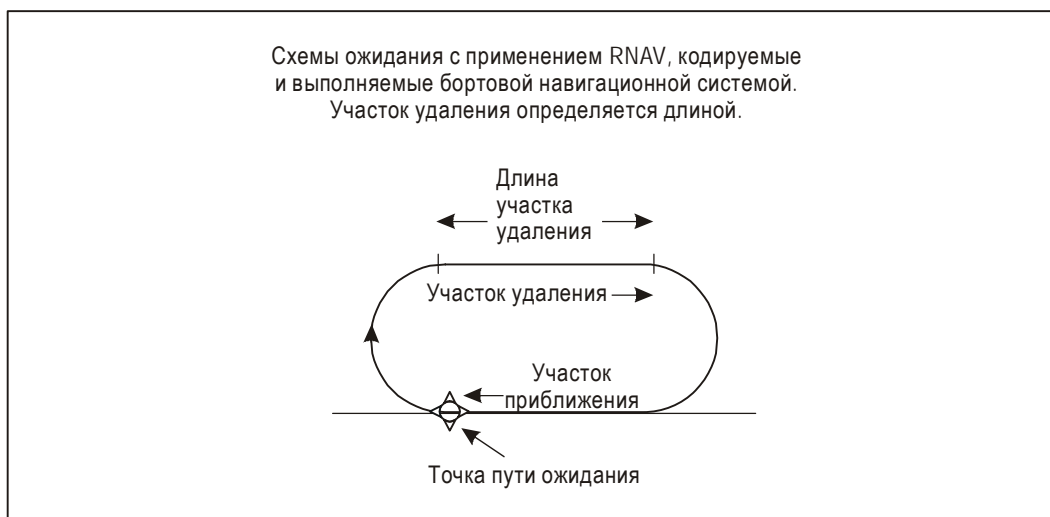 Схемы ожидания с применением RNAV, кодируемые
и выполняемые бортовой навигационной системой.
Участок удаления определяется длиной.
Длина
участка
удаления
Участок удаления
Участок
приближения
Точка пути ожидания